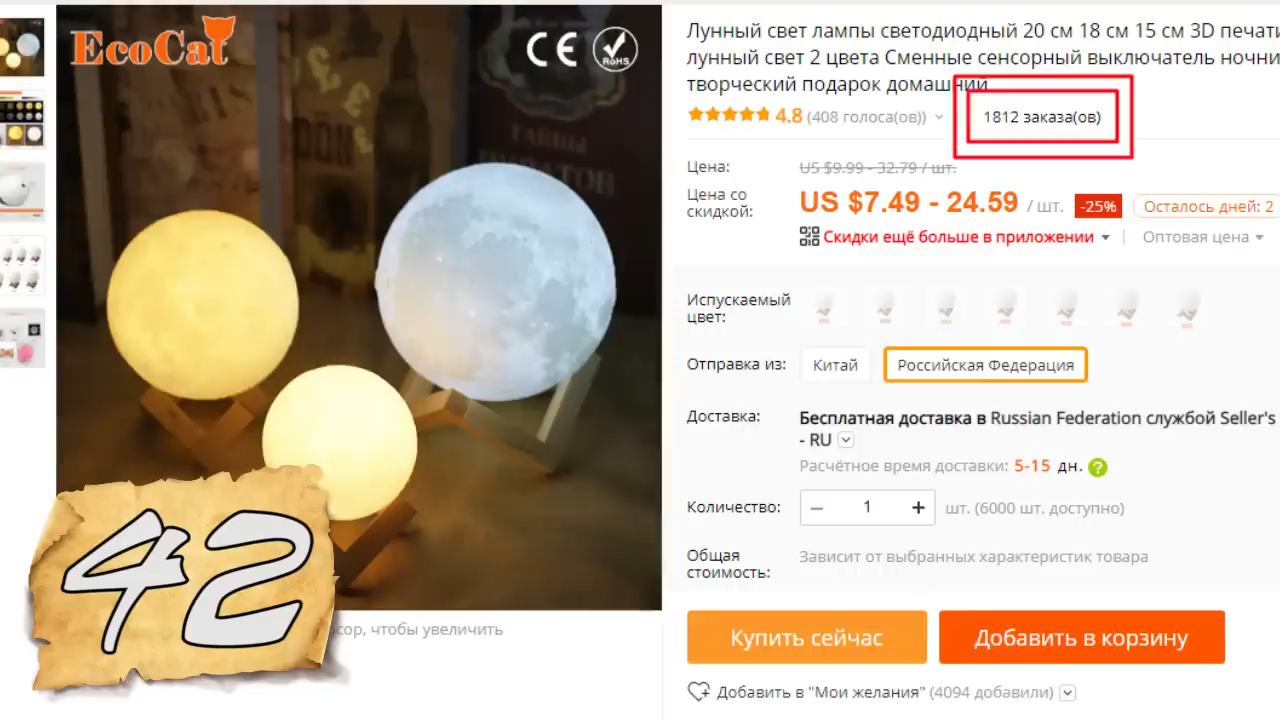 EcoCat
CE
RoHS
ТАЙНЫ
Лунный свет лампы светодиодный 20 см 18 см 15 см 3D печати
лунный свет 2 цвета Сменные сенсорный выключатель ночни
творческий подарок домашний
4.8 (408 голоса(ов))
1812 заказа(ов)
Цена:
US $9.99 - 32.79 / шт.
Цена со
скидкой:
US $7.49 - 24.59 / шт.
-25%
Осталось дней: 2
Скидки ещё больше в приложении
Оптовая цена
Испускаемый
цвет:
Отправка из:
Китай
Российская Федерация
Доставка:
Бесплатная доставка в Russian Federation службой Seller's
- RU
Расчётное время доставки: 5-15 дн. ?
Количество:
− 1 +
шт. (6000 шт. доступно)
Общая
стоимость:
Зависит от выбранных характеристик товара
Купить сейчас
Добавить в корзину
Добавить в "Мои желания" (4094 добавили)
42
сор, чтобы увеличить